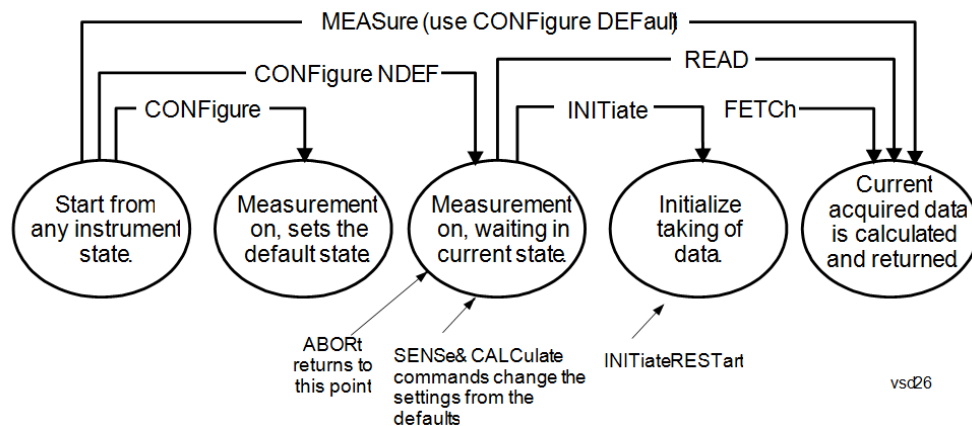 MEASure (use CONFigure DEFault)
CONFigure NDEF
READ
CONFigure
INITiate
FETCh
Start from
any instrument
state.
Measurement
on, sets the
default state.
Measurement
on, waiting in
current state.
Initialize
taking of
data.
Current
acquired data
is calculated
and returned.
ABORt
returns to
this point
SENSe& CALCulate
commands change the
settings from the
defaults
INITiateRESTart
vsd26